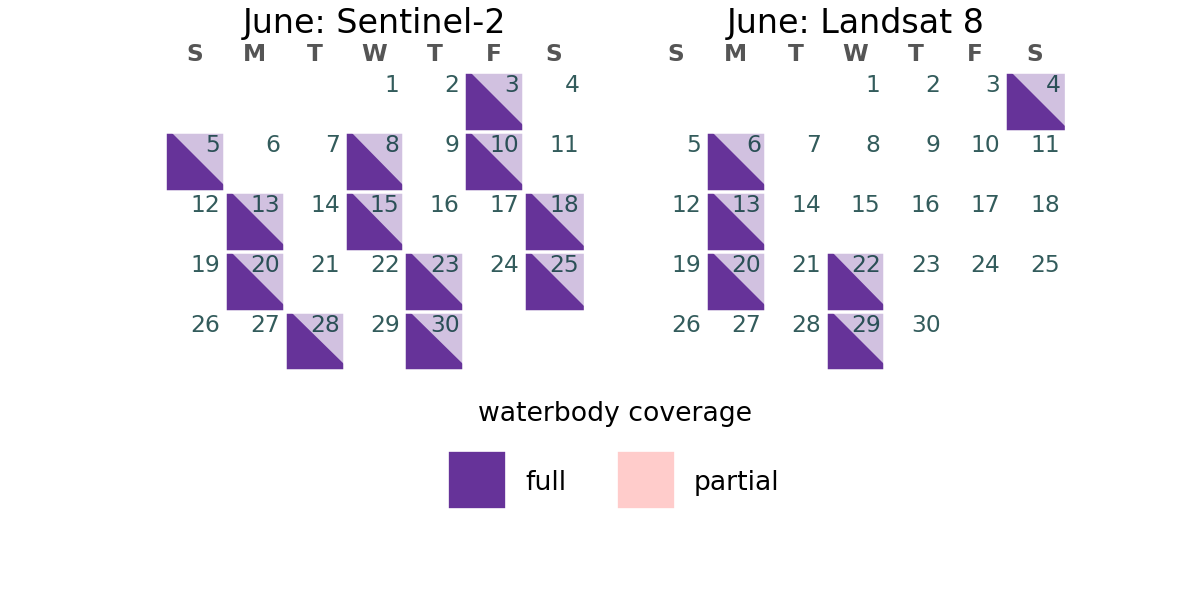 June: Sentinel-2
S M T W T F S
1 2 3 4
5 6 7 8 9 10 11
12 13 14 15 16 17 18
19 20 21 22 23 24 25
26 27 28 29 30
June: Landsat 8
S M T W T F S
1 2 3 4
5 6 7 8 9 10 11
12 13 14 15 16 17 18
19 20 21 22 23 24 25
26 27 28 29 30
waterbody coverage
full partial